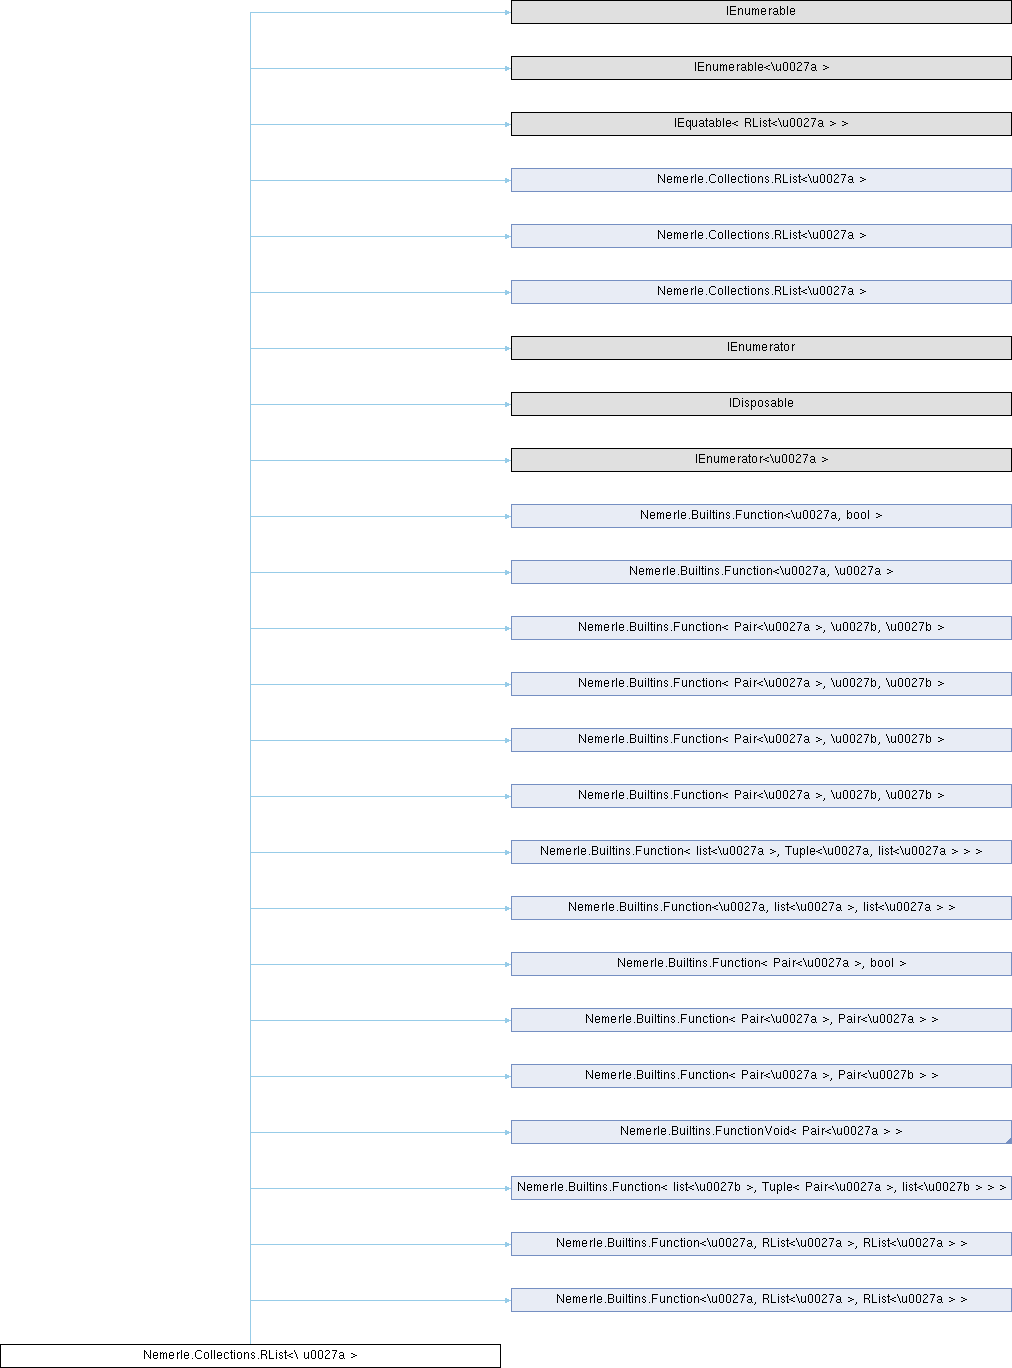 IEnumerable
IEnumerable<\u0027a >
IEquatable< RList<\u0027a > >
Nemerle.Collections.RList<\u0027a >
Nemerle.Collections.RList<\u0027a >
Nemerle.Collections.RList<\u0027a >
IEnumerator
IDisposable
IEnumerator<\u0027a >
Nemerle.Builtins.Function<\u0027a, bool >
Nemerle.Builtins.Function<\u0027a, \u0027a >
Nemerle.Builtins.Function< Pair<\u0027a >, \u0027b, \u0027b >
Nemerle.Builtins.Function< Pair<\u0027a >, \u0027b, \u0027b >
Nemerle.Builtins.Function< Pair<\u0027a >, \u0027b, \u0027b >
Nemerle.Builtins.Function< Pair<\u0027a >, \u0027b, \u0027b >
Nemerle.Builtins.Function< list<\u0027a >, Tuple<\u0027a, list<\u0027a > > >
Nemerle.Builtins.Function<\u0027a, list<\u0027a >, list<\u0027a > >
Nemerle.Builtins.Function< Pair<\u0027a >, bool >
Nemerle.Builtins.Function< Pair<\u0027a >, Pair<\u0027a > >
Nemerle.Builtins.Function< Pair<\u0027a >, Pair<\u0027b > >
Nemerle.Builtins.FunctionVoid< Pair<\u0027a > >
Nemerle.Builtins.Function< list<\u0027b >, Tuple< Pair<\u0027a >, list<\u0027b > > >
Nemerle.Builtins.Function<\u0027a, RList<\u0027a >, RList<\u0027a > >
Nemerle.Builtins.Function<\u0027a, RList<\u0027a >, RList<\u0027a > >
Nemerle.Collections.RList<\ u0027a >